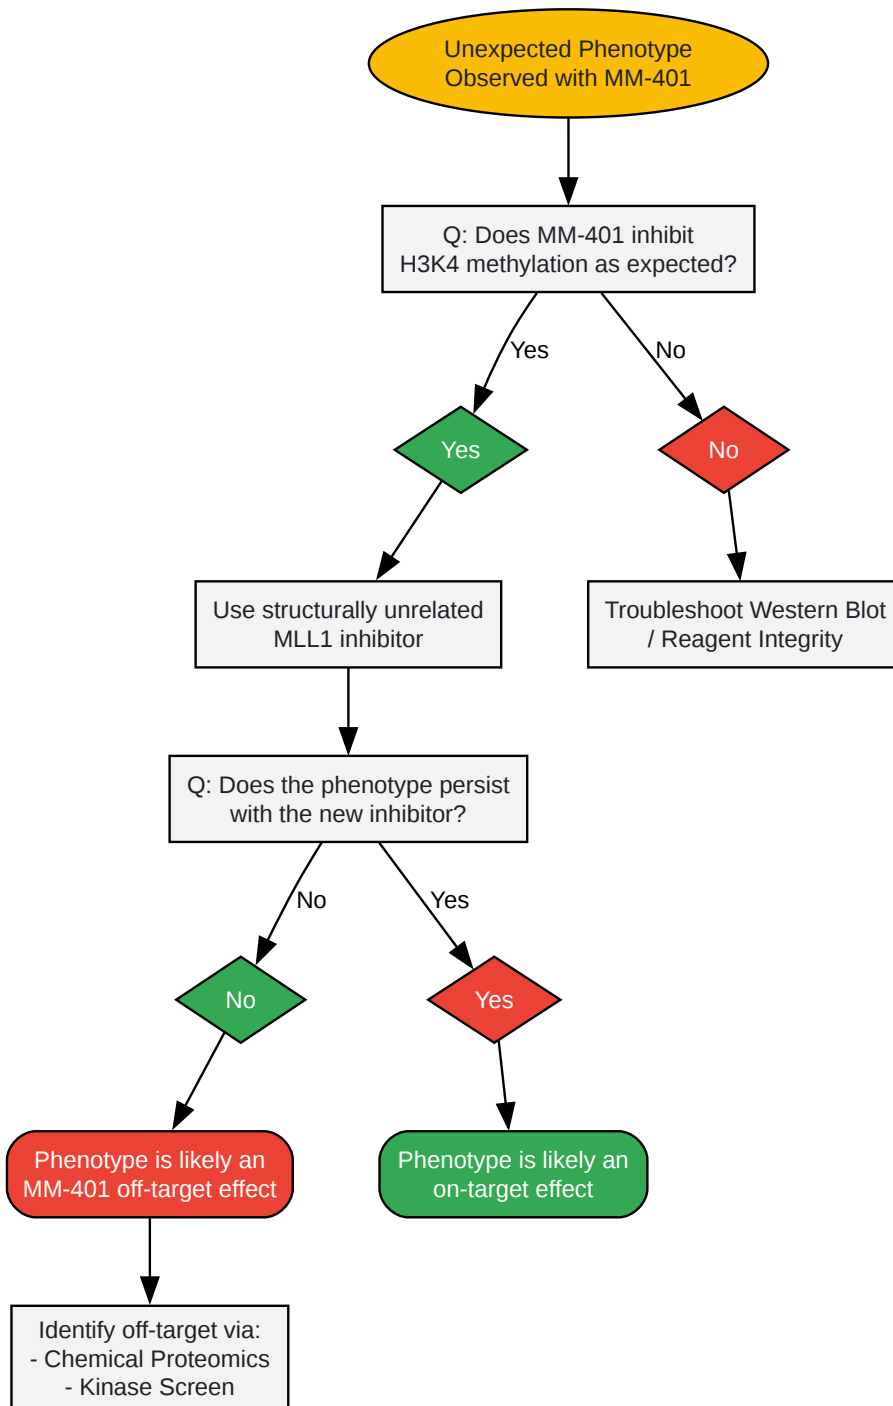 Unexpected Phenotype
Observed with MM-401
Q: Does MM-401 inhibit
H3K4 methylation as expected?
Yes
No
Yes
No
Use structurally unrelated
MLL1 inhibitor
Troubleshoot Western Blot
/ Reagent Integrity
Q: Does the phenotype persist
with the new inhibitor?
No
Yes
No
Yes
Phenotype is likely an
MM-401 off-target effect
Phenotype is likely an
on-target effect
Identify off-target via:
- Chemical Proteomics
- Kinase Screen